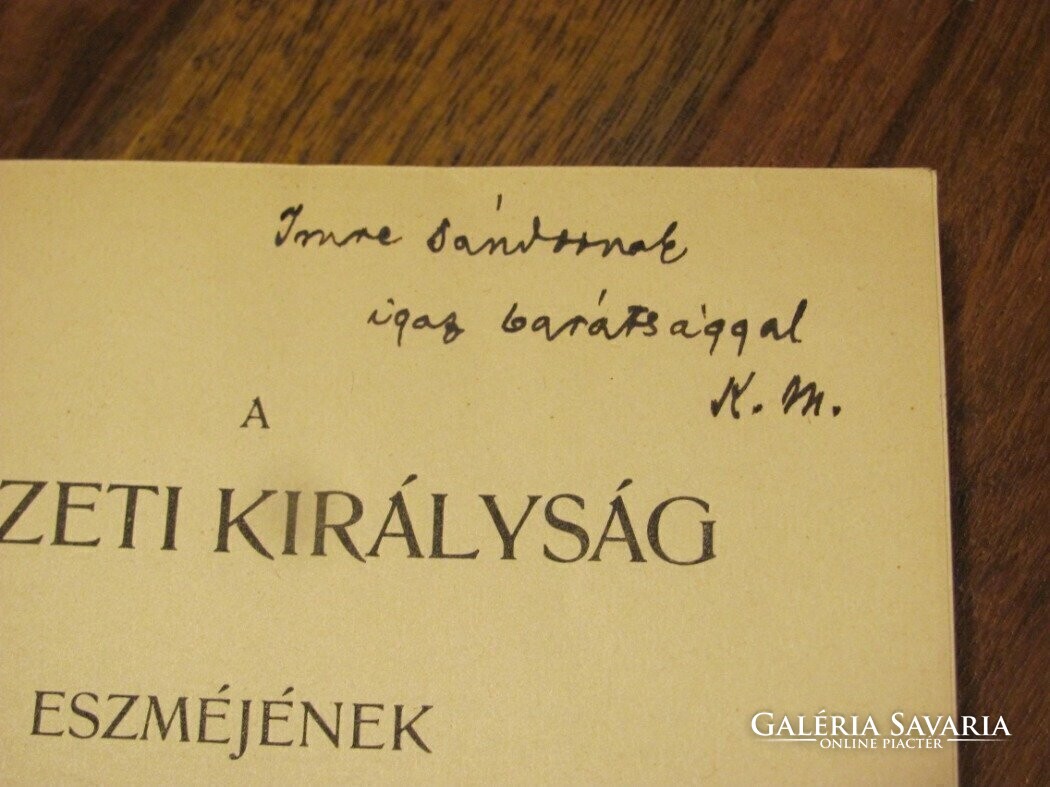 Imre Sándornak
igaz barátsággal
K. M.
A
ZETI KIRÁLYSÁG
ESZMÉJÉNEK
GALÉRIA SAVARIA
ONLINE PIACTÉR